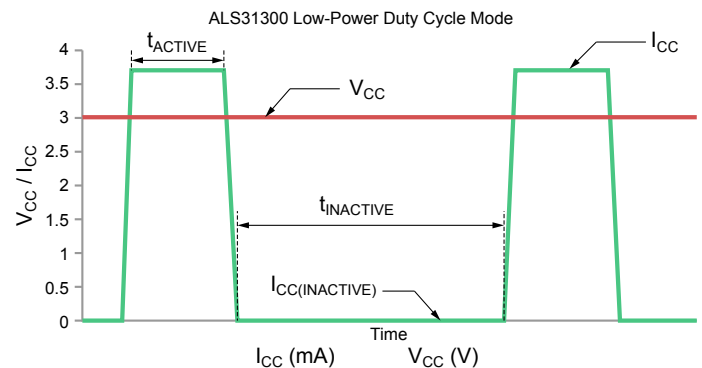 ALS31300 Low-Power Duty Cycle Mode
tACTIVE
ICC
VCC
VCC / ICC
4
3.5
3
2.5
2
1.5
1
0.5
0
tINACTIVE
ICC(INACTIVE)
Time
ICC (mA) VCC (V)